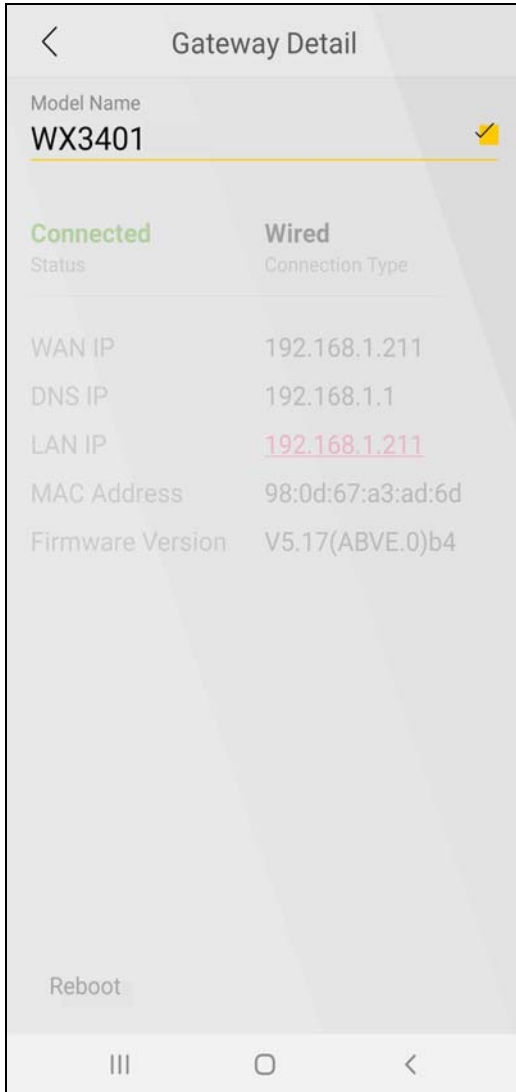 Gateway Detail
Model Name
WX3401
Connected Wired
Status Connection Type
WAN IP 192.168.1.211
DNS IP 192.168.1.1
LAN IP 192.168.1.211
MAC Address 98:0d:67:a3:ad:6d
Firmware Version V5.17(ABVE.0)b4
Reboot